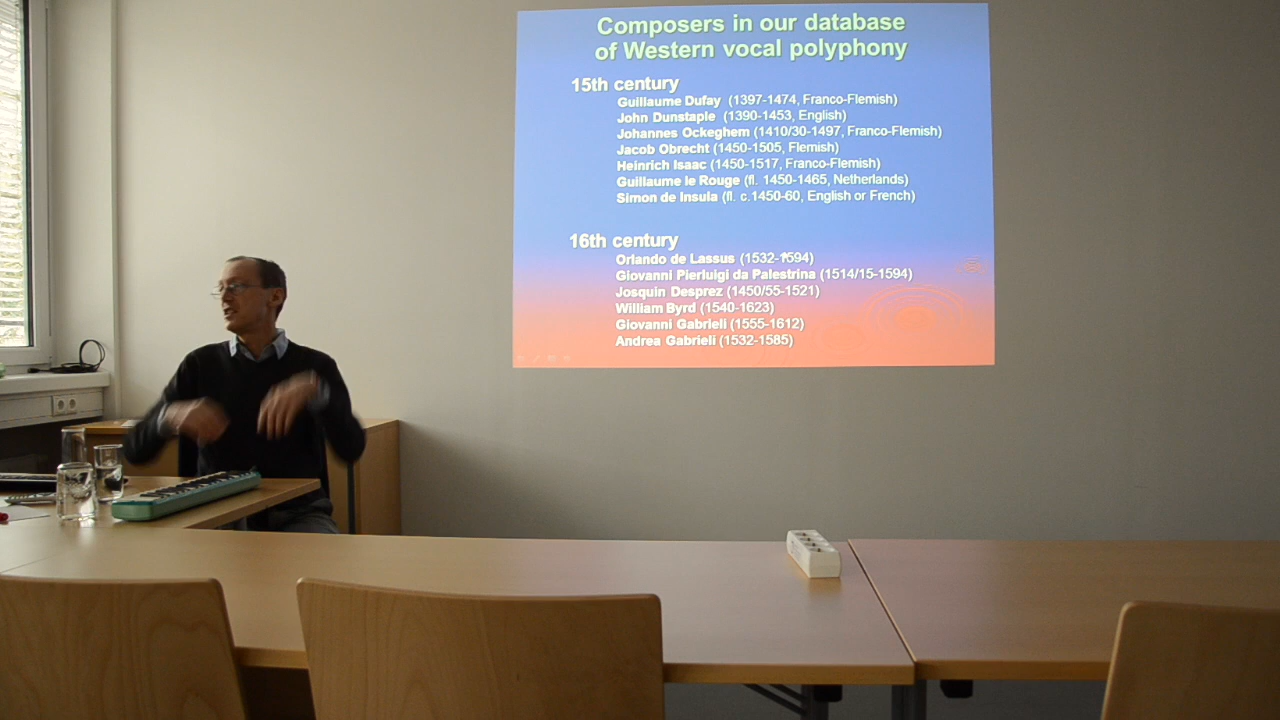 Composers in our database
of Western vocal polyphony
15th century
Guillaume Dufay (1397-1474, Franco-Flemish)
John Dunstaple (1390-1453, English)
Johannes Ockeghem (1410/30-1497, Franco-Flemish)
Jacob Obrecht (1450-1505, Flemish)
Heinrich Isaac (1450-1517, Franco-Flemish)
Guillaume le Rouge (fl. 1450-1465, Netherlands)
Simon de Insula (fl. c.1450-60, English or French)
16th century
Orlando de Lassus (1532-1594)
Giovanni Pierluigi da Palestrina (1514/15-1594)
Josquin Desprez (1450/55-1521)
William Byrd (1540-1623)
Giovanni Gabrieli (1555-1612)
Andrea Gabrieli (1532-1585)